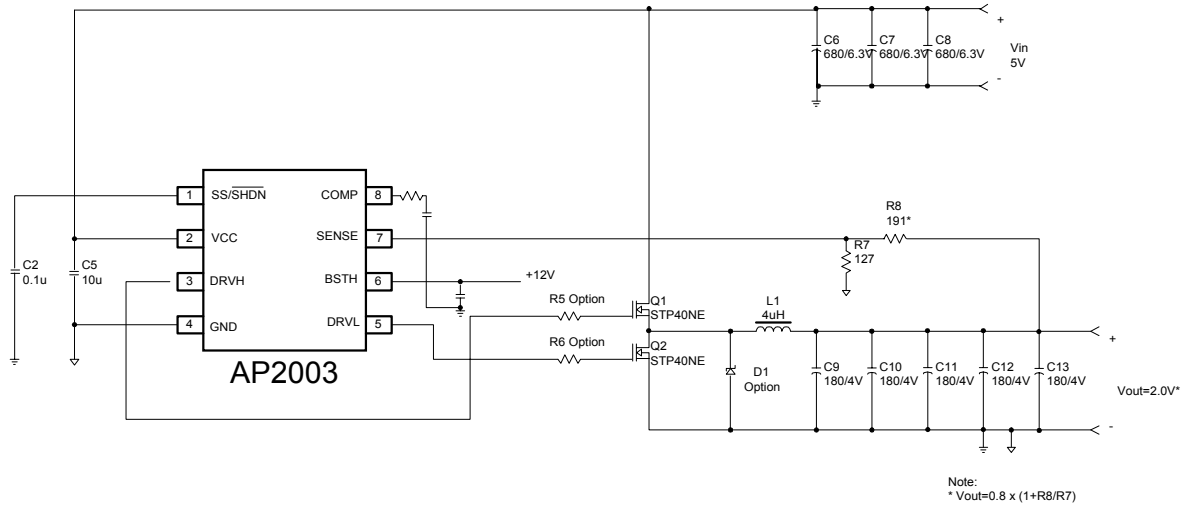 C6
680/6.3V
C7
680/6.3V
C8
680/6.3V
+
Vin
5V
-
1
SS/SHDN
COMP
8
2
VCC
SENSE
7
3
DRVH
BSTH
6
4
GND
DRVL
5
AP2003
C2
0.1u
C5
10u
+12V
R8
191*
R7
127
R5 Option
R6 Option
Q1
STP40NE
Q2
STP40NE
L1
4uH
D1
Option
C9
180/4V
C10
180/4V
C11
180/4V
C12
180/4V
C13
180/4V
+
Vout=2.0V*
-
Note:
* Vout=0.8 x (1+R8/R7)